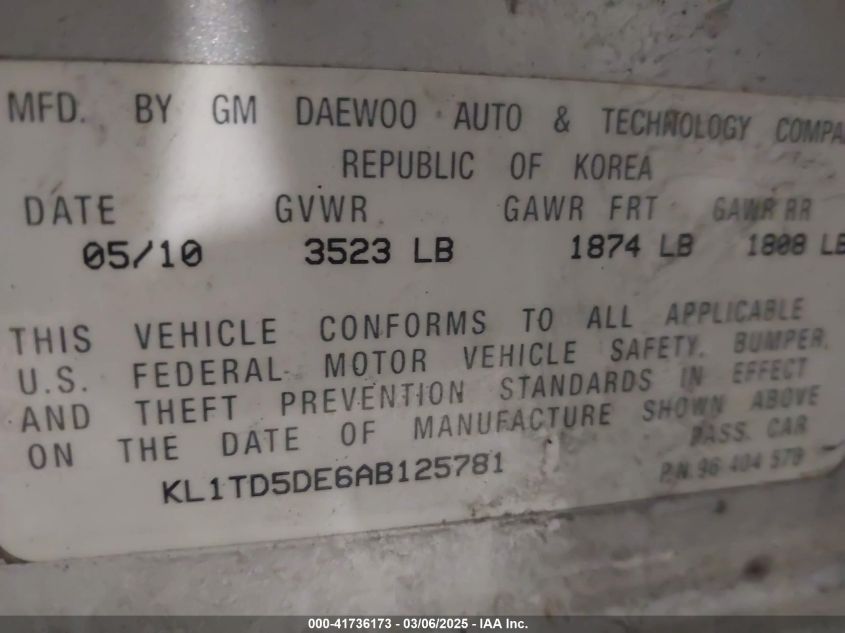 MFD. BY GM DAEWOO AUTO & TECHNOLOGY COMPA
REPUBLIC OF KOREA
DATE GVWR GAWR FRT GAWR RR
05/10 3523 LB 1874 LB 1808 LB
THIS VEHICLE CONFORMS TO ALL APPLICABLE
U.S. FEDERAL MOTOR VEHICLE SAFETY, BUMPER,
AND THEFT PREVENTION STANDARDS IN EFFECT
ON THE DATE OF MANUFACTURE SHOWN ABOVE
PASS. CAR
KL1TD5DE6AB125781 P/N 96 404 579
000-41736173 - 03/06/2025 - IAA Inc.